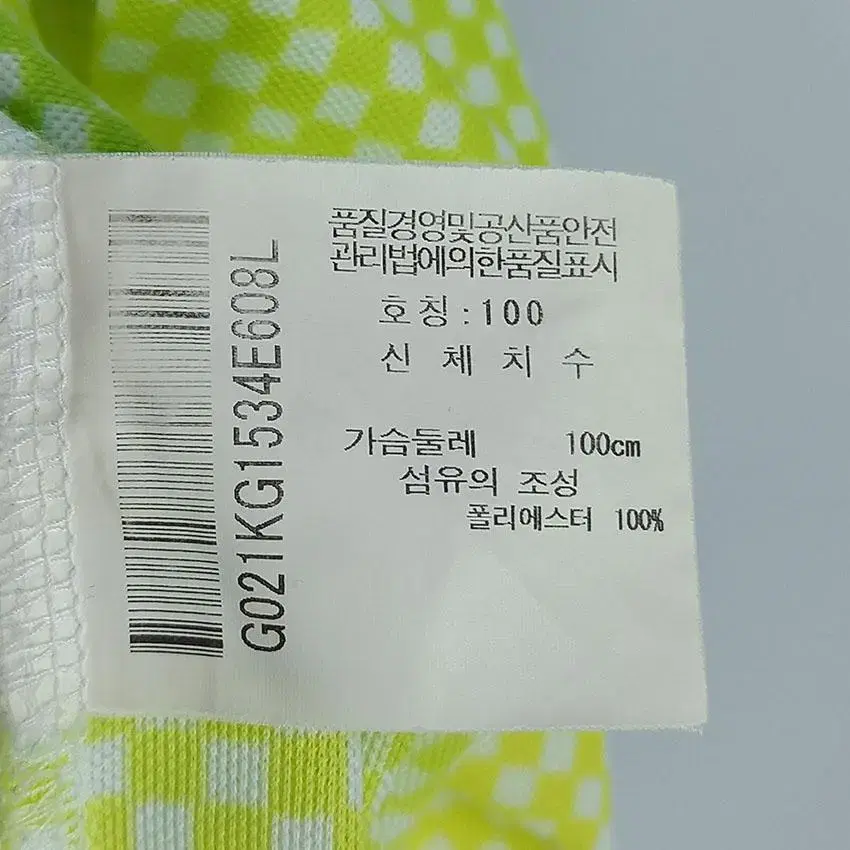 품질경영및공산품안전
관리법에의한품질표시
호칭:100
신 체 치 수
가슴둘레 100cm
섬유의 조성
폴리에스터 100%
G021KG1534E608L